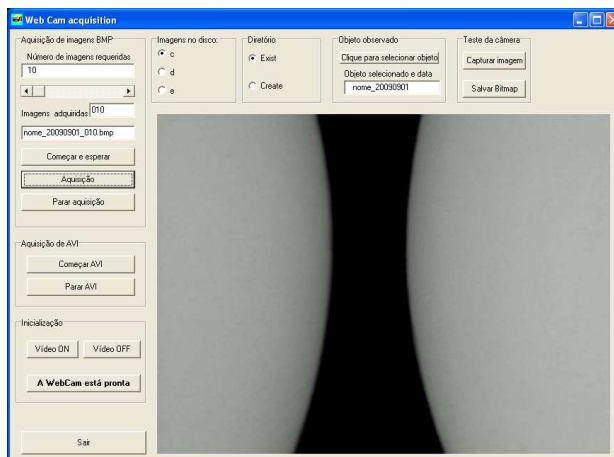 Web Cam acquisition
Aquisição de imagens BMP
Número de imagens requeridas
10
Imagens adquiridas 010
nome_20090901_010.bmp
Começar e esperar
Aquisição
Parar aquisição
Aquisição de AVI
Começar AVI
Parar AVI
Inicialização
Vídeo ON Vídeo OFF
A WebCam está pronta
Sair
Imagens no disco:
c
d
e
Diretório
Exist
Create
Objeto observado
Clique para selecionar objeto
Objeto selecionado e data
nome_20090901
Teste da câmera
Capturar imagem
Salvar Bitmap